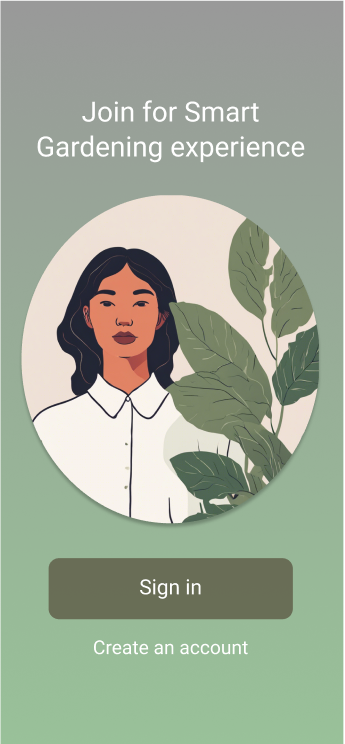 Join for Smart
Gardening experience
Sign in
Create an account